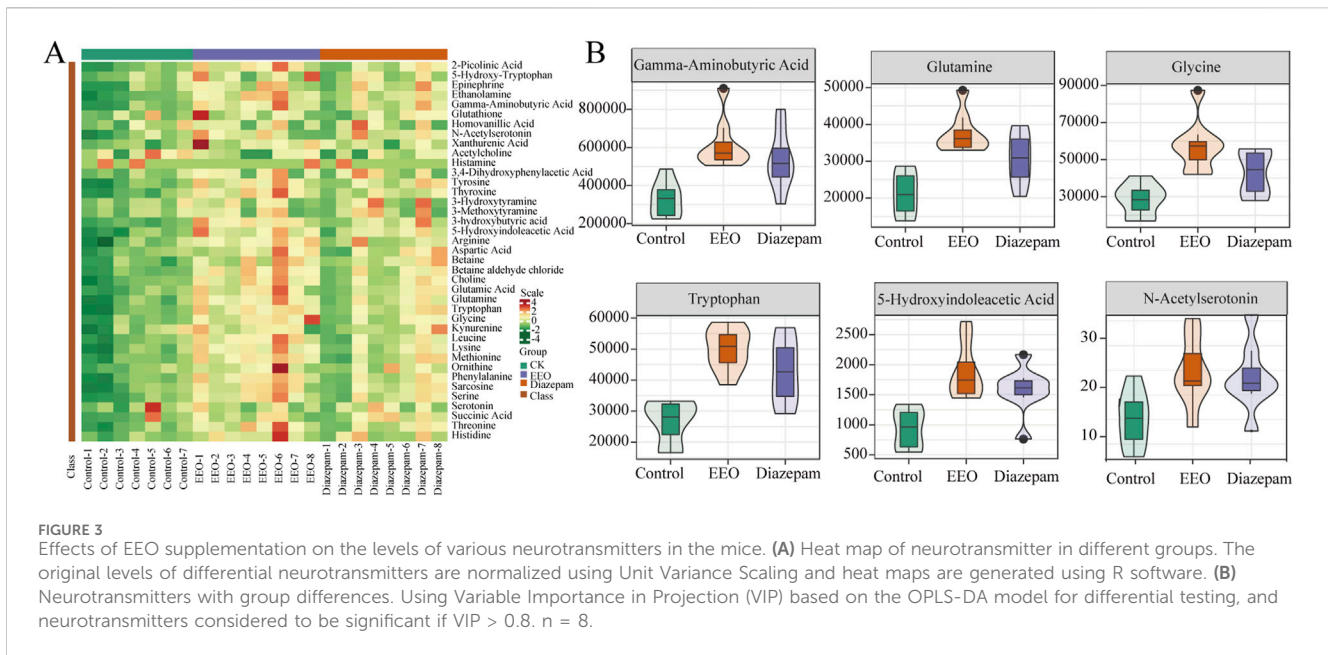 A
2-Picolinic Acid
5-Hydroxy-Tryptophan
Epinephrine
Ethanolamine
Gamma-Aminobutyric Acid
Glutathione
Homovanillic Acid
N-Acetylserotonin
Xanthurenic Acid
Acetylcholine
Histamine
3,4-Dihydroxyphenylacetic Acid
Tyrosine
Thyroxine
3-Hydroxytyramine
3-Methoxytyramine
3-hydroxybutyric acid
5-Hydroxyindoleacetic Acid
Arginine
Aspartic Acid
Betaine
Betaine aldehyde chloride
Choline
Glutamic Acid
Glutamine
Tryptophan
Glycine
Kynurenine
Leucine
Lysine
Methionine
Ornithine
Phenylalanine
Sarcosine
Serine
Serotonin
Succinic Acid
Threonine
Histidine
Scale
4
2
0
-2
-4
Group
CK
EEO
Diazepam
Class
Class
Control-1
Control-2
Control-3
Control-4
Control-5
Control-6
Control-7
EEO-1
EEO-2
EEO-3
EEO-4
EEO-5
EEO-6
EEO-7
EEO-8
Diazepam-1
Diazepam-2
Diazepam-3
Diazepam-4
Diazepam-5
Diazepam-6
Diazepam-7
Diazepam-8
B
Gamma-Aminobutyric Acid
800000
600000
400000
200000
Control EEO Diazepam
Glutamine
50000
40000
30000
20000
Control EEO Diazepam
Glycine
90000
70000
50000
30000
Control EEO Diazepam
Tryptophan
60000
50000
40000
30000
20000
Control EEO Diazepam
5-Hydroxyindoleacetic Acid
2500
2000
1500
1000
500
Control EEO Diazepam
N-Acetylserotonin
30
20
10
Control EEO Diazepam
FIGURE 3
Effects of EEO supplementation on the levels of various neurotransmitters in the mice. (A) Heat map of neurotransmitter in different groups. The
original levels of differential neurotransmitters are normalized using Unit Variance Scaling and heat maps are generated using R software. (B)
Neurotransmitters with group differences. Using Variable Importance in Projection (VIP) based on the OPLS-DA model for differential testing, and
neurotransmitters considered to be significant if VIP > 0.8. n = 8.